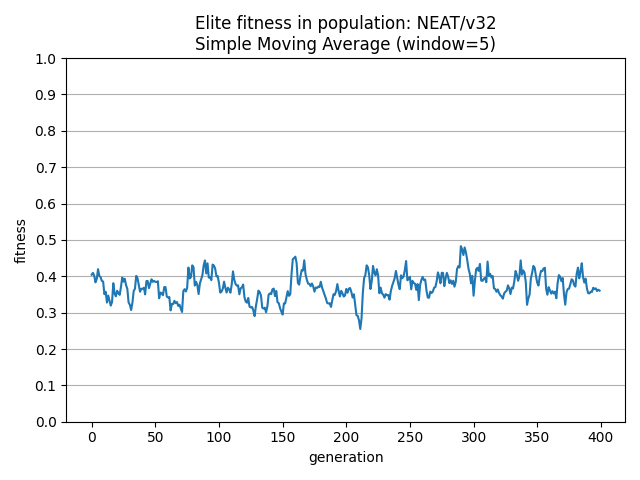 Elite fitness in population: NEAT/v32
Simple Moving Average (window=5)
1.0
0.9
0.8
0.7
0.6
0.5
0.4
0.3
0.2
0.1
0.0
fitness
0 50 100 150 200 250 300 350 400
generation